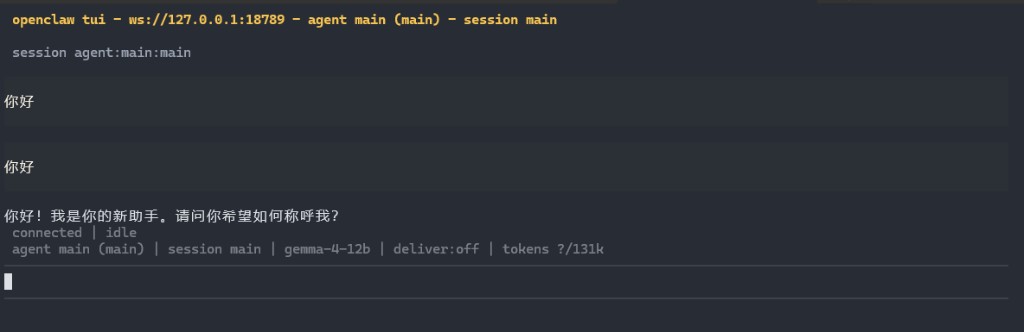 openclaw tui - ws://127.0.0.1:18789 - agent main (main) - session main
session agent:main:main
你好
你好
你好！我是你的新助手。请问你希望如何称呼我？
connected | idle
agent main (main) | session main | gemma-4-12b | deliver:off | tokens ?/131k